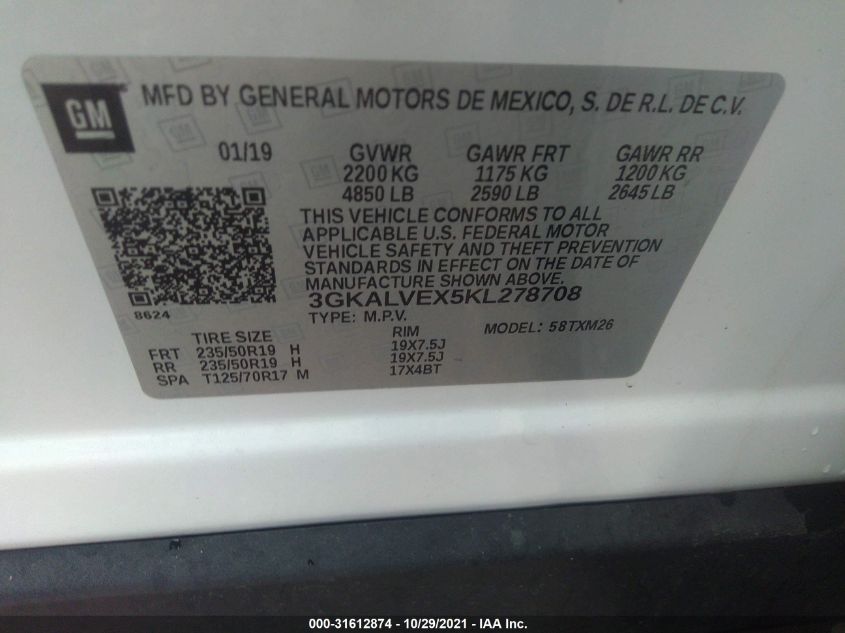 GM
MFD BY GENERAL MOTORS DE MEXICO, S. DE R.L. DE C.V.
01/19 GVWR GAWR FRT GAWR RR
2200 KG 1175 KG 1200 KG
4850 LB 2590 LB 2645 LB
THIS VEHICLE CONFORMS TO ALL
APPLICABLE U.S. FEDERAL MOTOR
VEHICLE SAFETY AND THEFT PREVENTION
STANDARDS IN EFFECT ON THE DATE OF
MANUFACTURE SHOWN ABOVE.
3GKALVEX5KL278708
8624
TYPE: M.P.V. MODEL: 58TXM26
TIRE SIZE RIM
FRT 235/50R19 H 19X7.5J
RR 235/50R19 H 19X7.5J
SPA T125/70R17 M 17X4BT
000-31612874 - 10/29/2021 - IAA Inc.